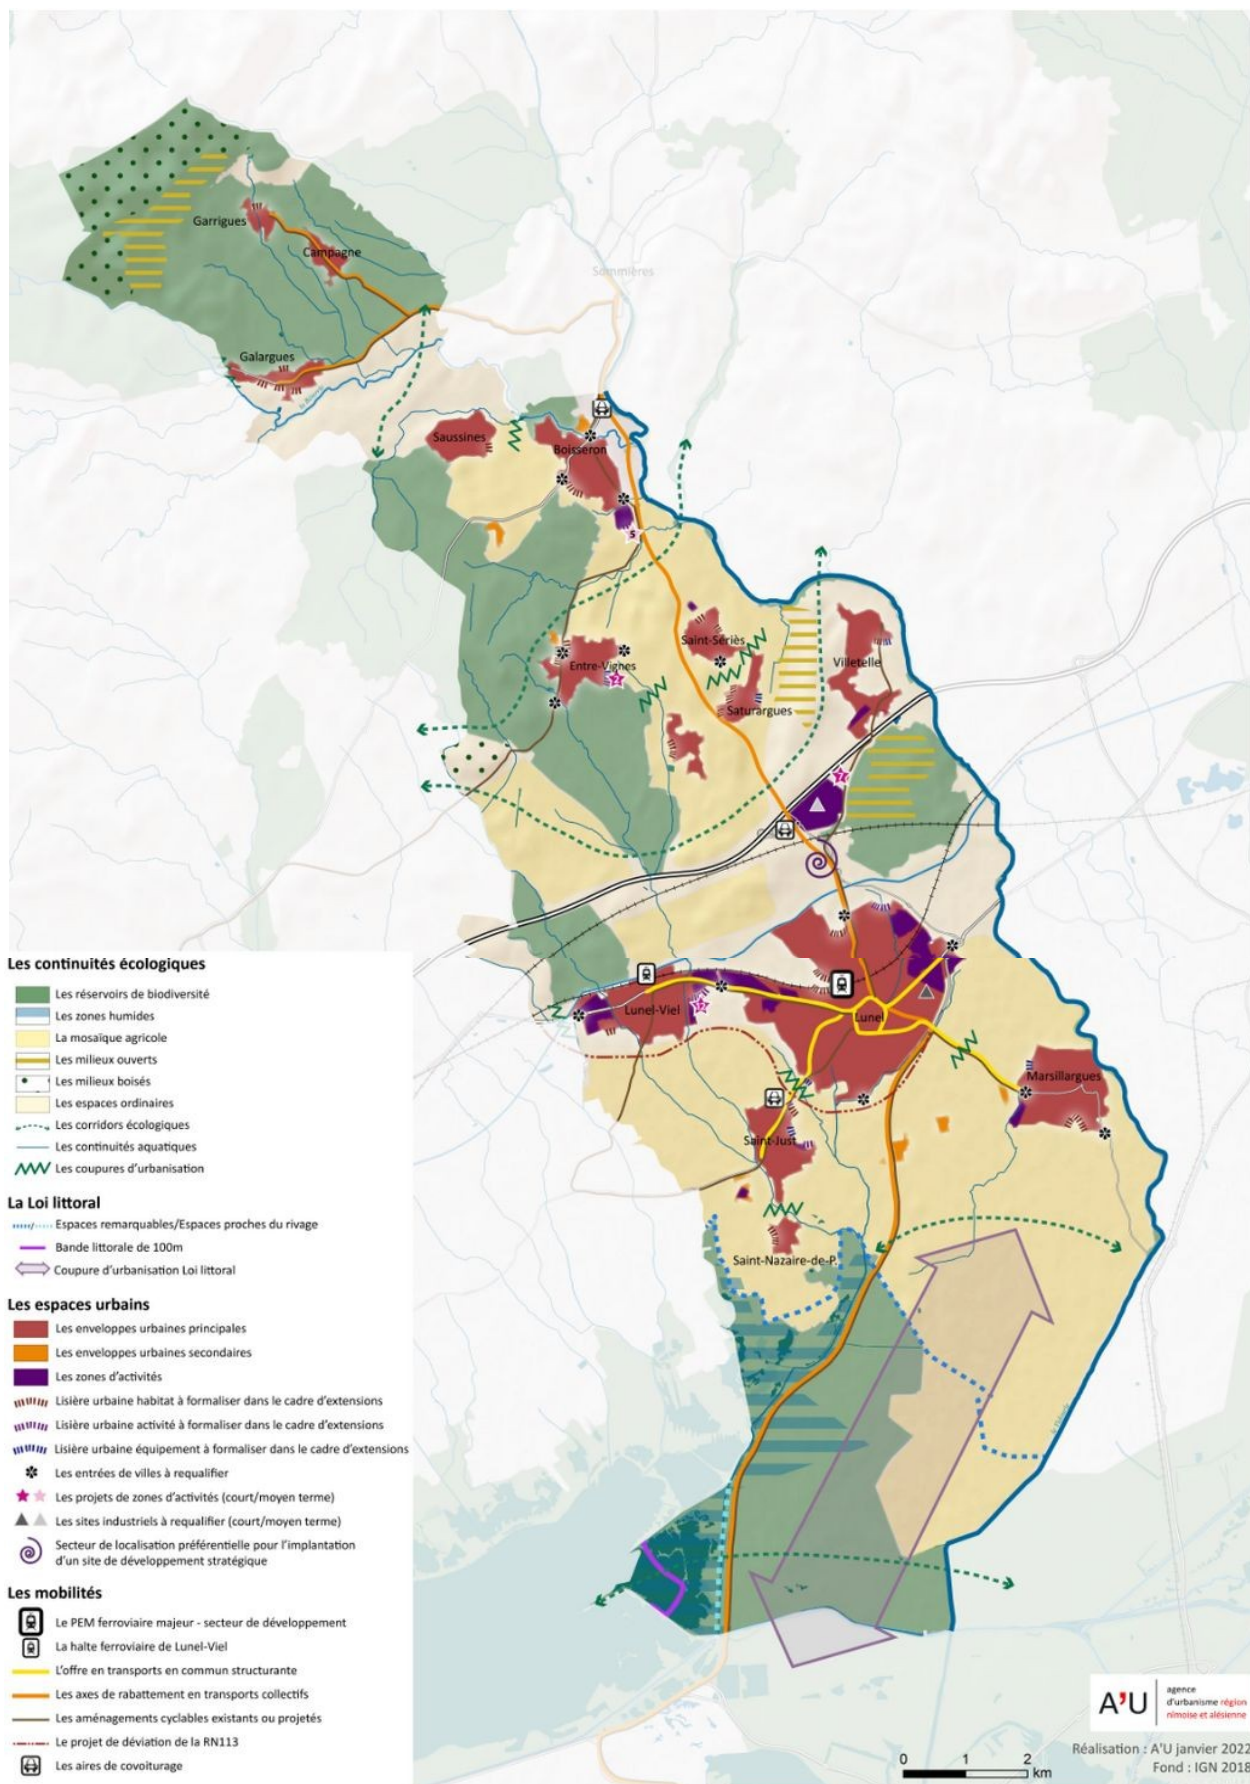 Sommières
Garrigues
Campagne
Galargues
Saussines
Boisseron
s
Saint-Sériès
Entre-Vignes
2
Villetelle
Saturargues
7
Lunel-Viel
12
Lunel
Marsillargues
Saint-Just
Saint-Nazaire-de-P.
Les continuités écologiques
Les réservoirs de biodiversité
Les zones humides
La mosaïque agricole
Les milieux ouverts
Les milieux boisés
Les espaces ordinaires
Les corridors écologiques
Les continuités aquatiques
Les coupures d'urbanisation
La Loi littoral
Espaces remarquables/Espaces proches du rivage
Bande littorale de 100m
Coupure d'urbanisation Loi littoral
Les espaces urbains
Les enveloppes urbaines principales
Les enveloppes urbaines secondaires
Les zones d'activités
Lisière urbaine habitat à formaliser dans le cadre d'extensions
Lisière urbaine activité à formaliser dans le cadre d'extensions
Lisière urbaine équipement à formaliser dans le cadre d'extensions
Les entrées de villes à requalifier
Les projets de zones d'activités (court/moyen terme)
Les sites industriels à requalifier (court/moyen terme)
Secteur de localisation préférentielle pour l'implantation
d'un site de développement stratégique
Les mobilités
Le PEM ferroviaire majeur - secteur de développement
La halte ferroviaire de Lunel-Viel
L'offre en transports en commun structurante
Les axes de rabattement en transports collectifs
Les aménagements cyclables existants ou projetés
Le projet de déviation de la RN113
Les aires de covoiturage
A'U
agence
d'urbanisme région
nîmoise et alésienne
Réalisation : A'U janvier 2022
Fond : IGN 2018
0 1 2
km